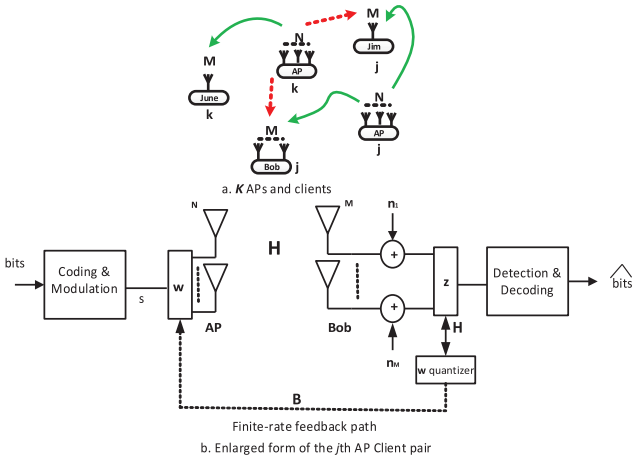 M
N
M
Jim
j
M
AP
k
June
k
N
AP
j
M
Bob
j
a. K APs and clients
N
M
n1
H
bits
Coding & Modulation
s
w
AP
Bob
+
+
z
Detection & Decoding
bits
H
nM
w quantizer
B
Finite-rate feedback path
b. Enlarged form of the jth AP Client pair